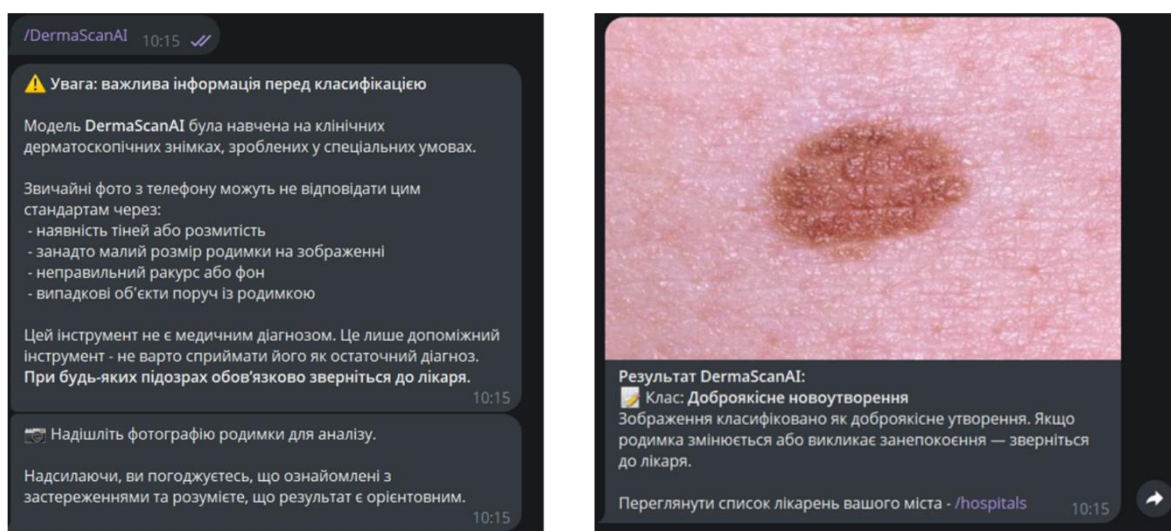 /DermaScanAI 10:15
⚠️ Увага: важлива інформація перед класифікацією
Модель DermaScanAI була навчена на клінічних
дерматоскопічних знімках, зроблених у спеціальних умовах.
Звичайні фото з телефону можуть не відповідати цим
стандартам через:
- наявність тіней або розмитість
- занадто малий розмір родимки на зображенні
- неправильний ракурс або фон
- випадкові об'єкти поруч із родимкою
Цей інструмент не є медичним діагнозом. Це лише допоміжний
інструмент - не варто сприймати його як остаточний діагноз.
При будь-яких підозрах обов'язково зверніться до лікаря.
10:15
Надішліть фотографію родимки для аналізу.
Надсилаючи, ви погоджуєтесь, що ознайомлені з
застереженнями та розумієте, що результат є орієнтовним.
10:15
Результат DermaScanAI:
Клас: Доброякісне новоутворення
Зображення класифіковано як доброякісне утворення. Якщо
родимка змінюється або викликає занепокоєння — зверніться
до лікаря.
Переглянути список лікарень вашого міста - /hospitals 10:15